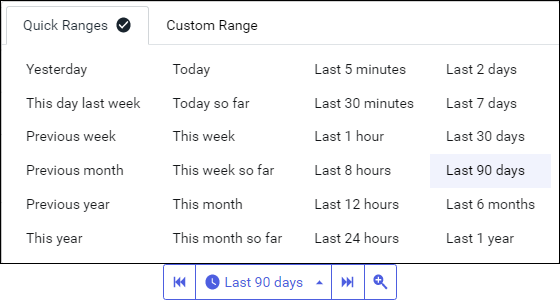 Quick Ranges Custom Range
Yesterday Today Last 5 minutes Last 2 days
This day last week Today so far Last 30 minutes Last 7 days
Previous week This week Last 1 hour Last 30 days
Previous month This week so far Last 8 hours Last 90 days
Previous year This month Last 12 hours Last 6 months
This year This month so far Last 24 hours Last 1 year
Last 90 days